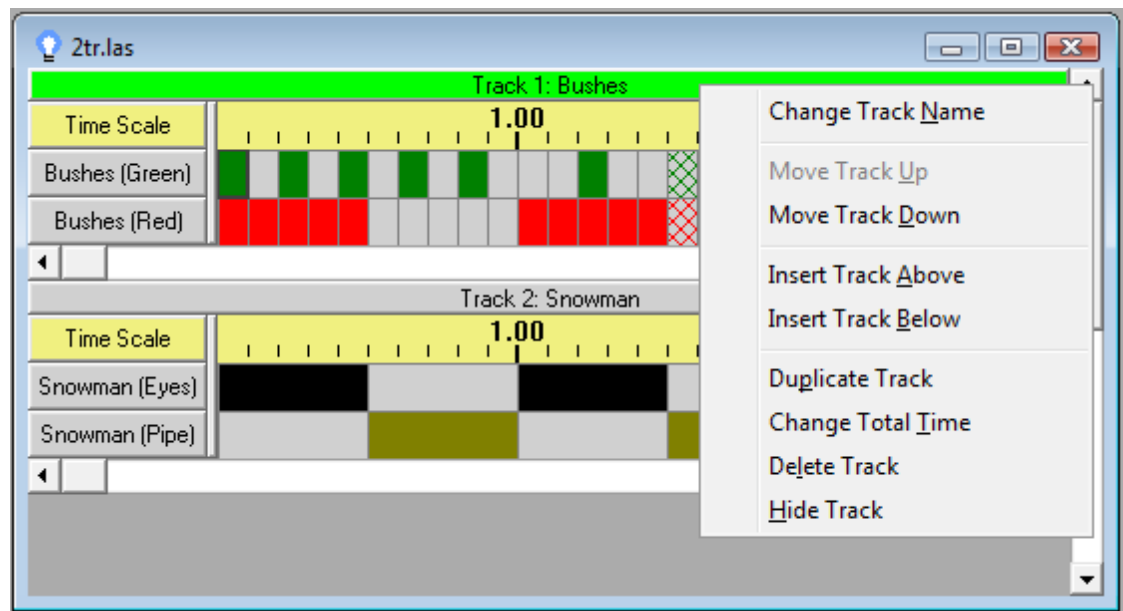 2tr.las
Track 1: Bushes
Time Scale
1.00
Bushes (Green)
Bushes (Red)
Track 2: Snowman
Time Scale
1.00
Snowman (Eyes)
Snowman (Pipe)
Change Track Name
Move Track Up
Move Track Down
Insert Track Above
Insert Track Below
Duplicate Track
Change Total Time
Delete Track
Hide Track